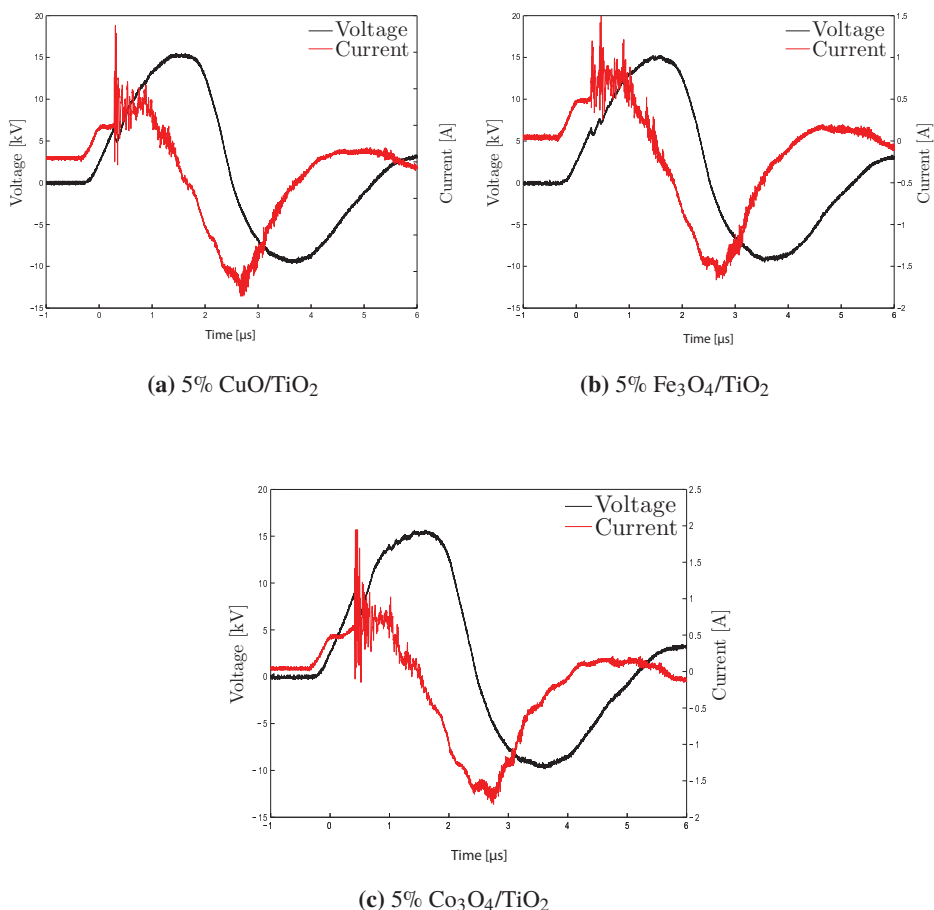 20
15
10
5
0
−5
−10
−15
Voltage [kV]
Current [A]
Voltage
Current
−1 0 1 2 3 4 5 6
Time [µs]
(a) 5% CuO/TiO2
20
15
10
5
0
−5
−10
−15
Voltage [kV]
1.5
1
0.5
0
−0.5
−1
−1.5
−2
Current [A]
Voltage
Current
−1 0 1 2 3 4 5 6
Time [µs]
(b) 5% Fe3O4/TiO2
20
15
10
5
0
−5
−10
−15
Voltage [kV]
2.5
2
1.5
1
0.5
0
−0.5
−1
−1.5
−2
Current [A]
Voltage
Current
−1 0 1 2 3 4 5 6
Time [µs]
(c) 5% Co3O4/TiO2